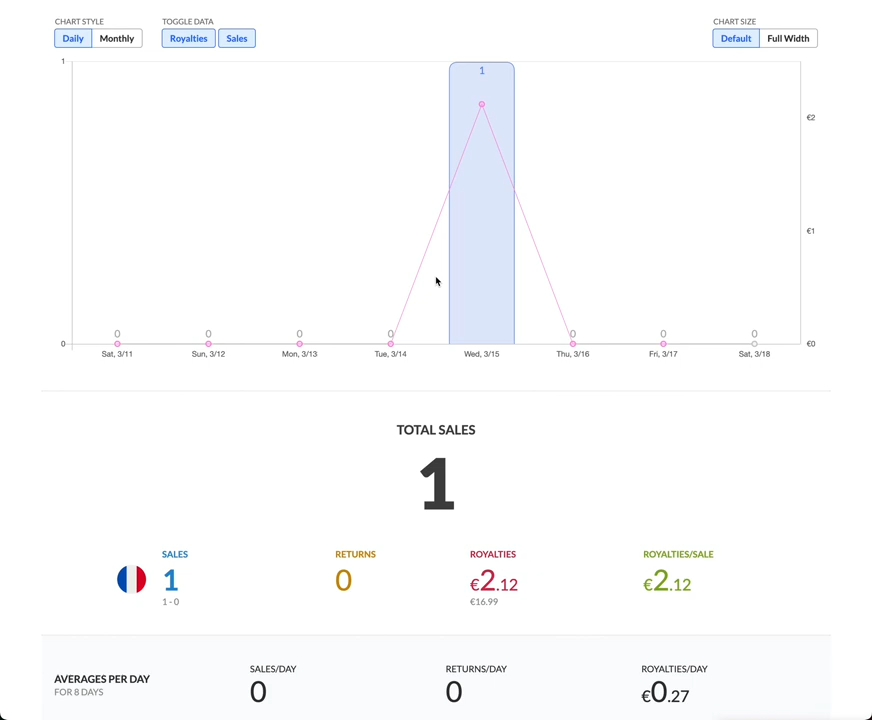 CHART STYLE TOGGLE DATA CHART SIZE
Daily Monthly Royalties Sales Default Full Width
1
1
€2
€1
0 0 0 0 0 0 0
0 €0
Sat, 3/11 Sun, 3/12 Mon, 3/13 Tue, 3/14 Wed, 3/15 Thu, 3/16 Fri, 3/17 Sat, 3/18
TOTAL SALES
1
SALES RETURNS ROYALTIES ROYALTIES/SALE
1 0 €2.12 €2.12
1 - 0 €16.99
SALES/DAY RETURNS/DAY ROYALTIES/DAY
AVERAGES PER DAY
FOR 8 DAYS 0 0 €0.27